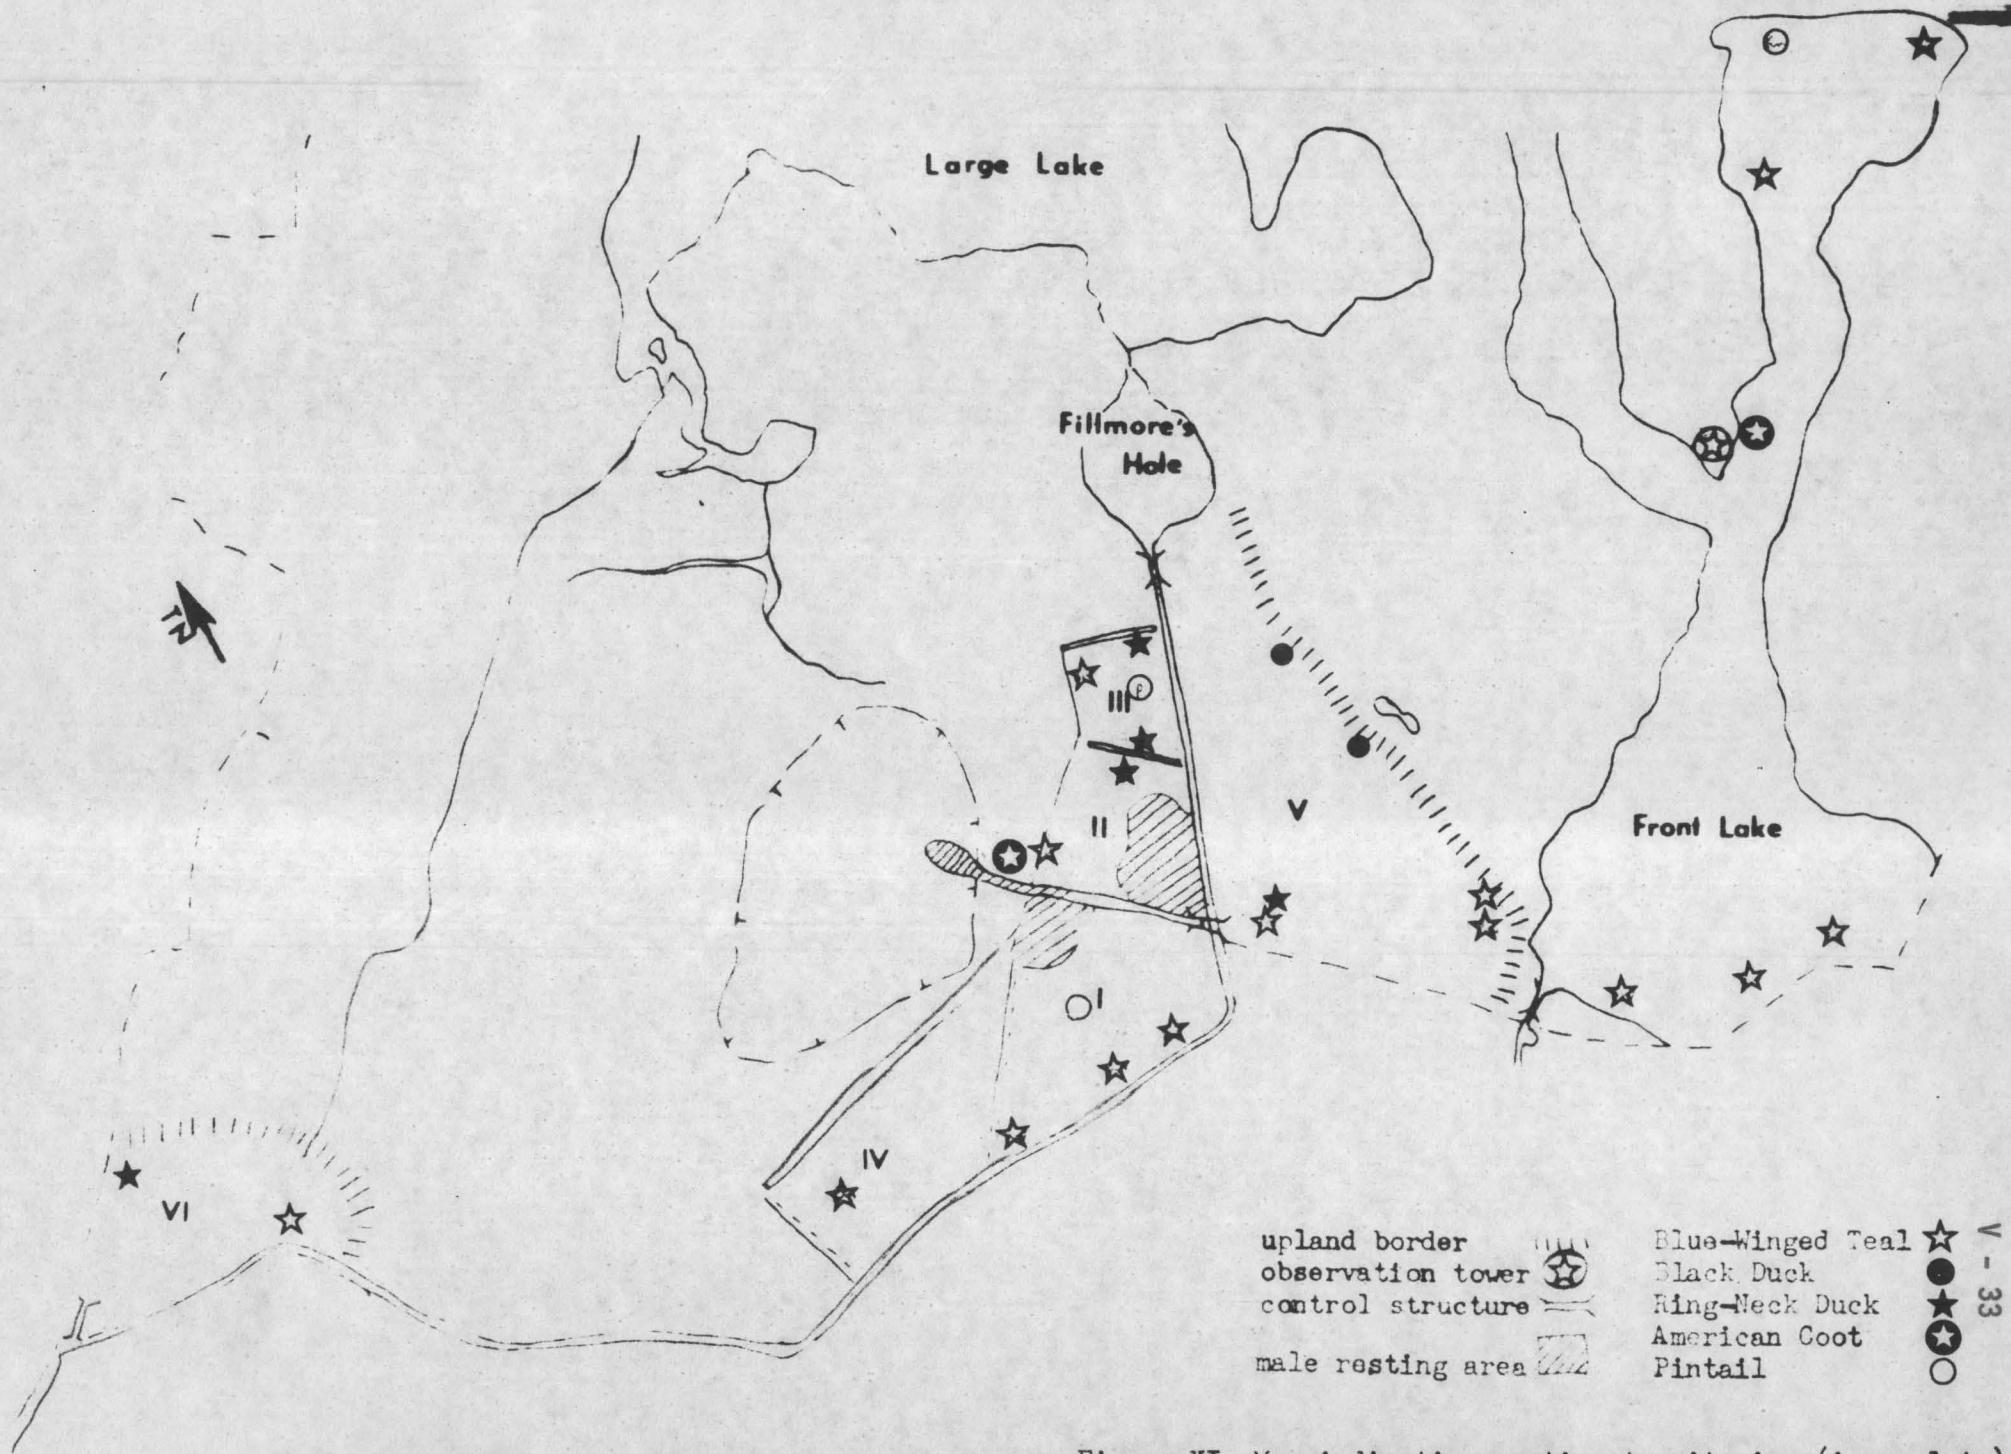 Large Lake
Fillmore's
Hole
TN
III
II
V
Front Lake
I
IV
VI
upland border
observation tower
control structure
male resting area
Blue-Winged Teal
Black Duck
Ring-Neck Duck
American Coot
Pintail
V - 33